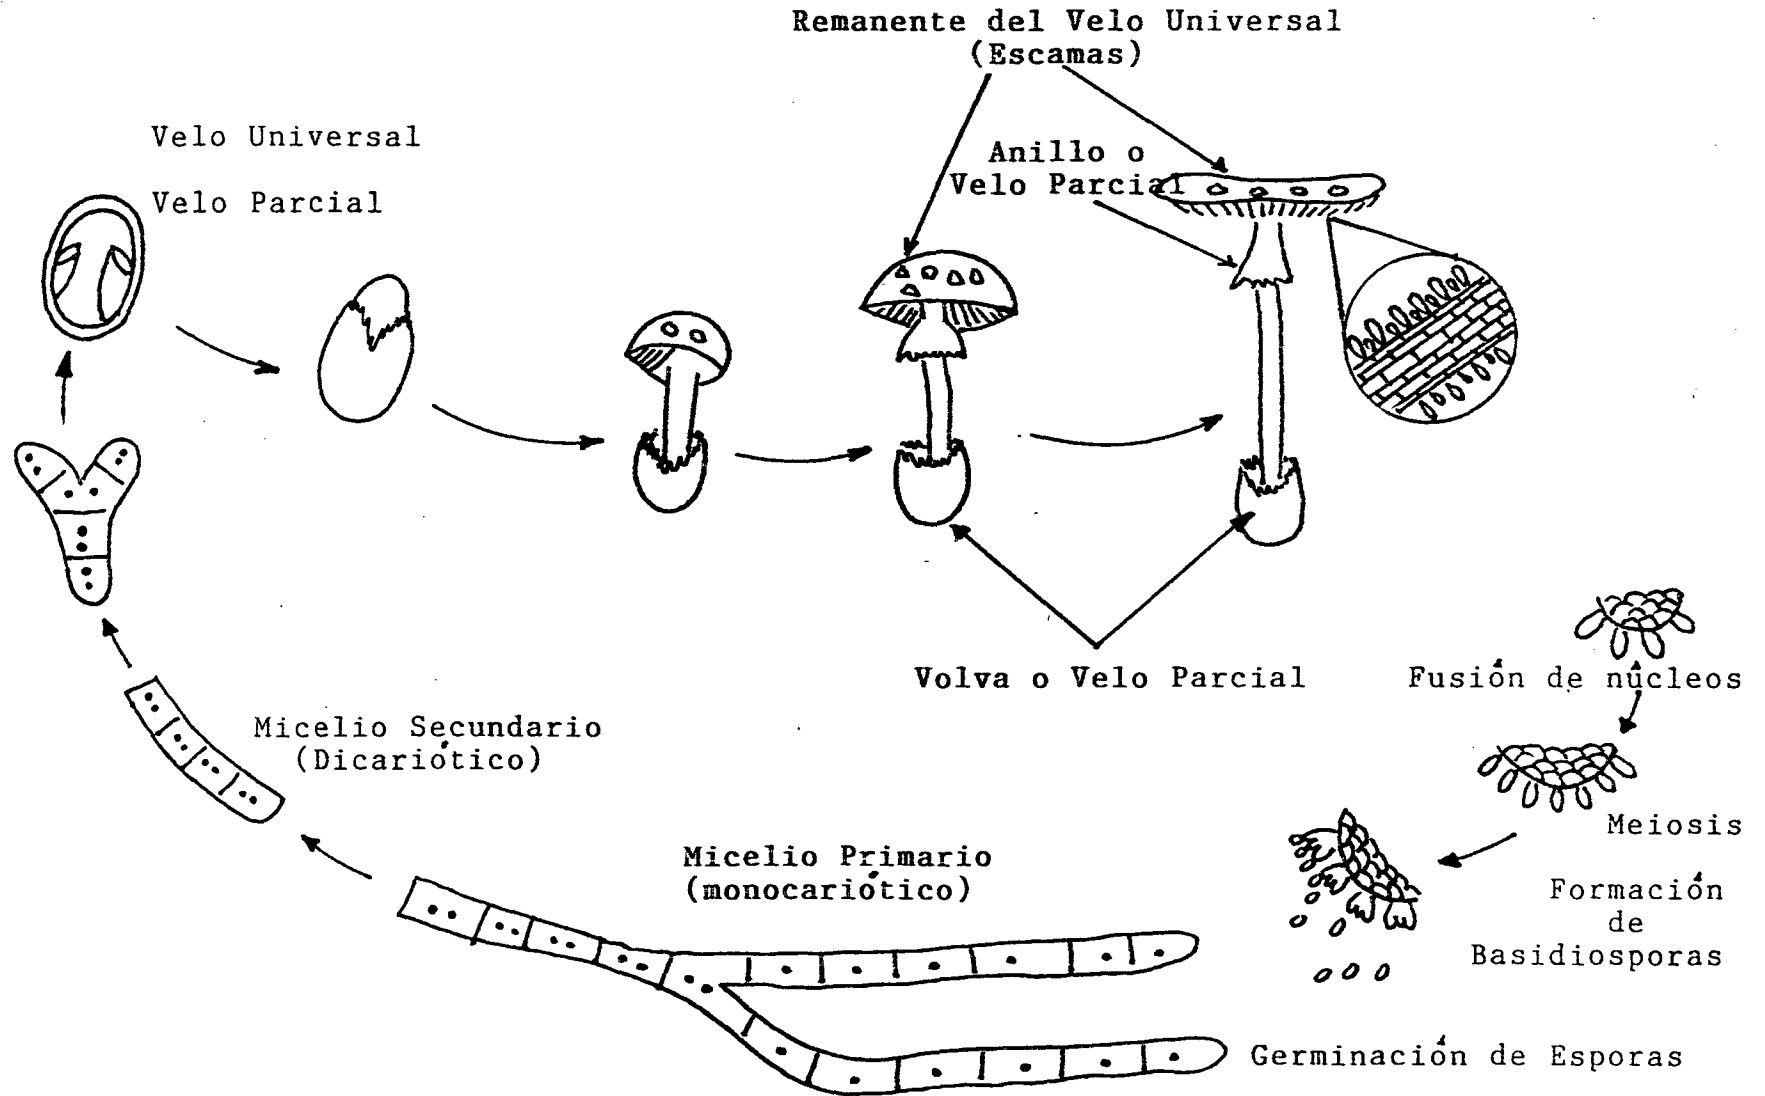 Remanente del Velo Universal
(Escamas)
Velo Universal
Anillo o
Velo Parcial
Velo Parcial
Volva o Velo Parcial
Fusión de núcleos
Micelio Secundario
(Dicariótico)
Meiosis
Micelio Primario
(monocariótico)
Formación
de
Basidiosporas
Germinación de Esporas